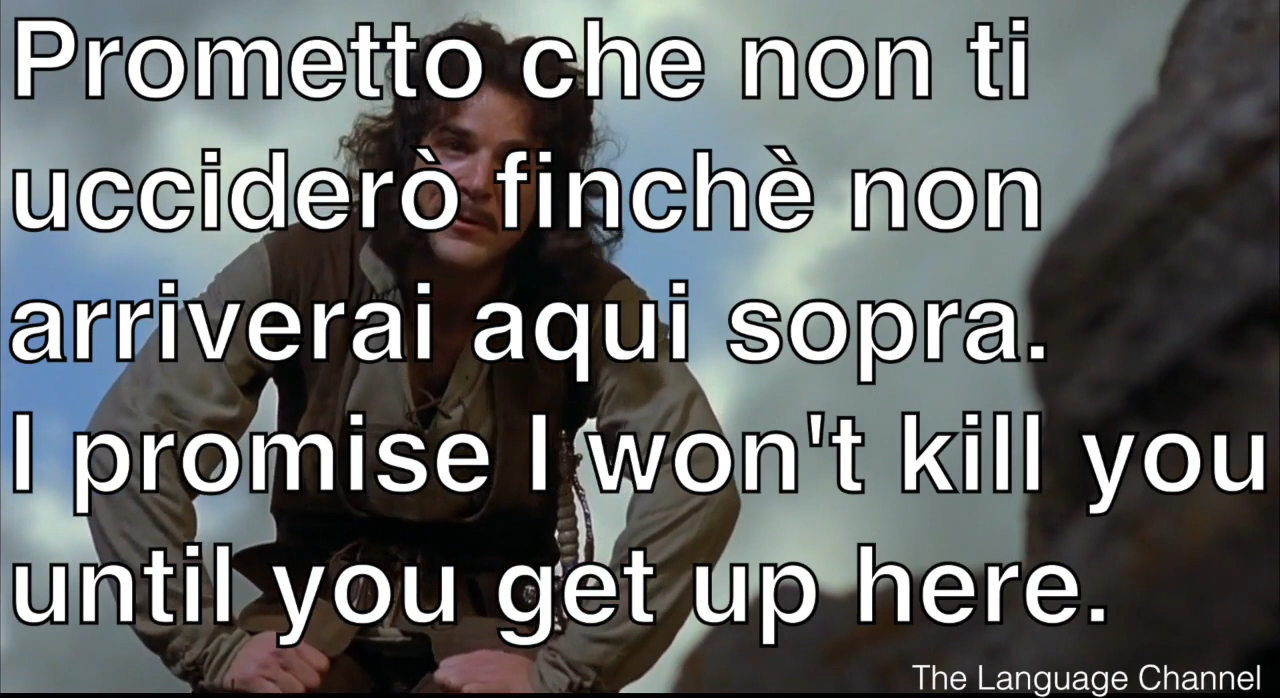 Prometto che non ti
ucciderò finchè non
arriverai aqui sopra.
I promise I won't kill you
until you get up here.
The Language Channel